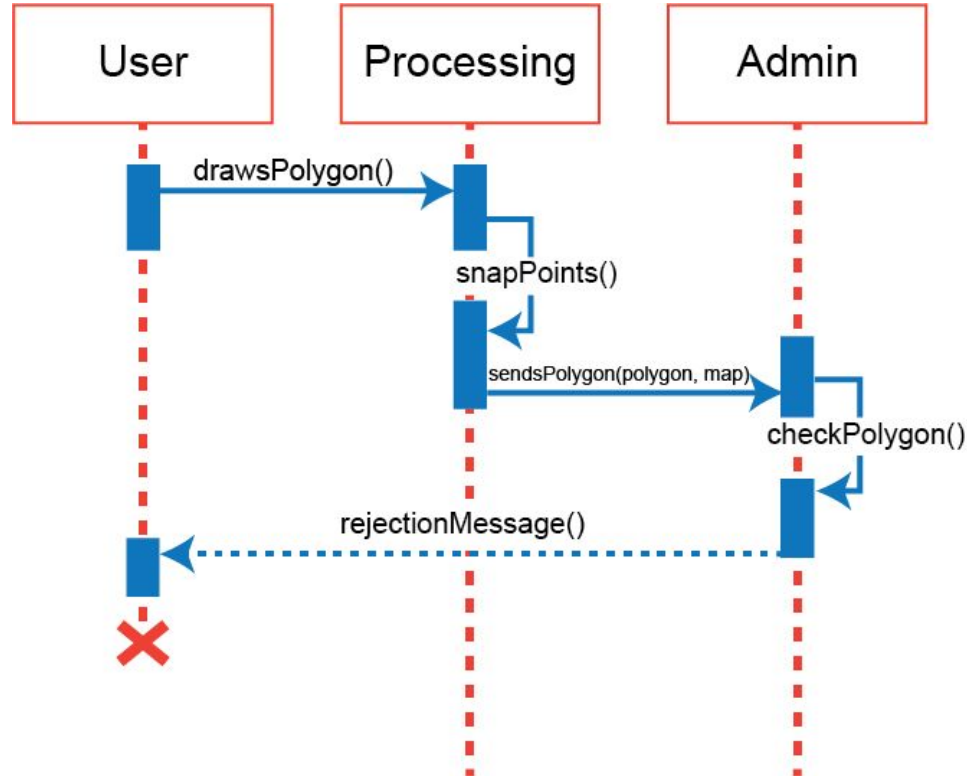 User
Processing
Admin
drawsPolygon()
snapPoints()
sendsPolygon(polygon, map)
checkPolygon()
rejectionMessage()